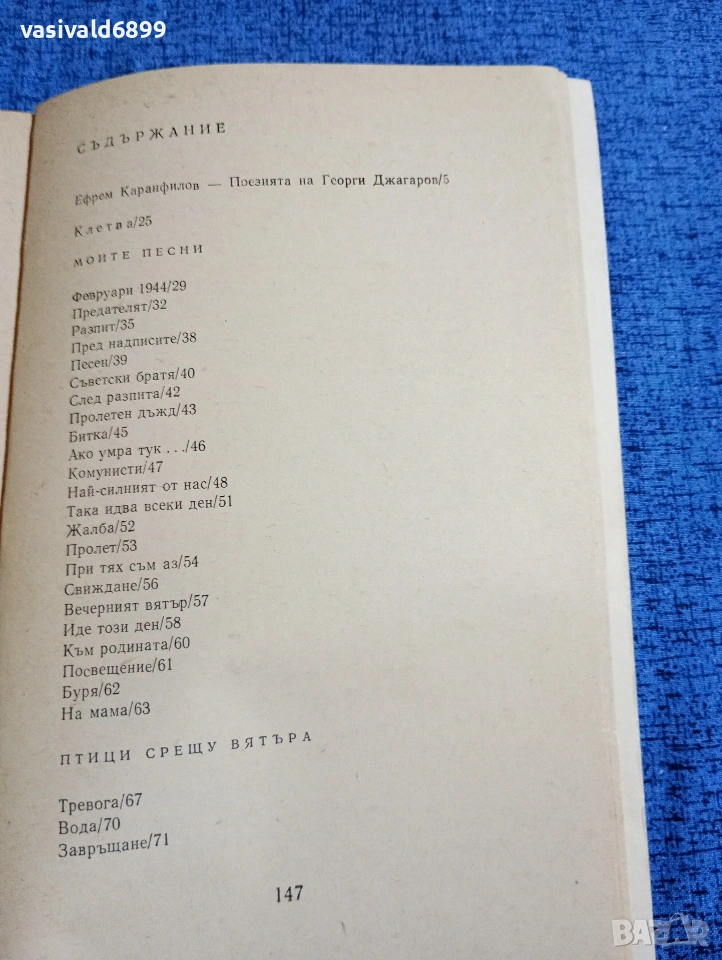 vasivald6899
СЪДЪРЖАНИЕ
Ефрем Каранфилов — Поезията на Георги Джагаров/5
Клетва/25
МОИТЕ ПЕСНИ
Февруари 1944/29
Предателят/32
Разпит/35
Пред надписите/38
Песен/39
Съветски братя/40
След разпита/42
Пролетен дъжд/43
Битка/45
Ако умра тук . . ./46
Комунисти/47
Най-силният от нас/48
Така идва всеки ден/51
Жалба/52
Пролет/53
При тях съм аз/54
Свиждане/56
Вечерният вятър/57
Иде този ден/58
Към родината/60
Посвещение/61
Буря/62
На мама/63
ПТИЦИ СРЕЩУ ВЯТЪРА
Тревога/67
Вода/70
Завръщане/71
147